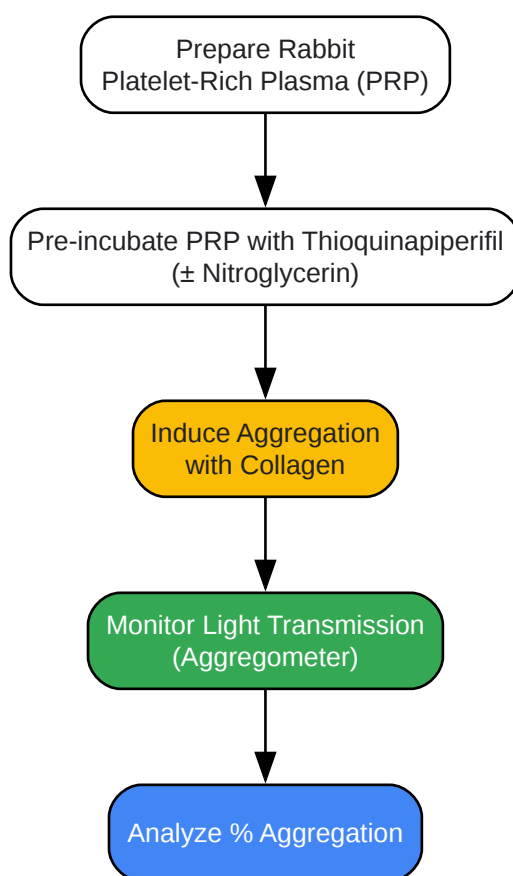 Prepare Rabbit
Platelet-Rich Plasma (PRP)
Pre-incubate PRP with Thioquinapiperifil
(± Nitroglycerin)
Induce Aggregation
with Collagen
Monitor Light Transmission
(Aggregometer)
Analyze % Aggregation